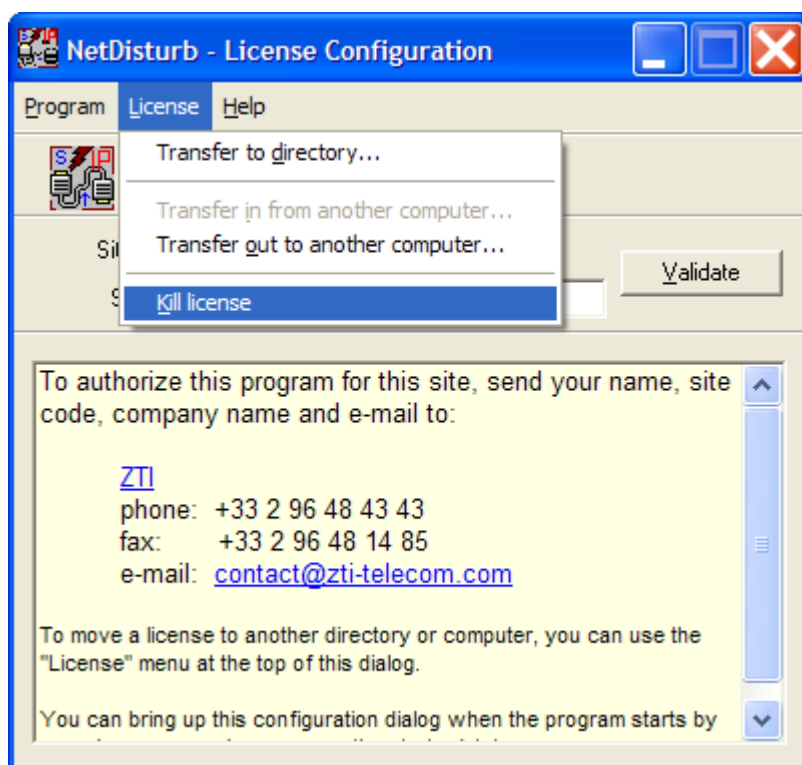 NetDisturb - License Configuration
Program License Help
Transfer to directory...
Transfer in from another computer...
Transfer out to another computer...
Kill license
Validate
To authorize this program for this site, send your name, site
code, company name and e-mail to:
ZTI
phone: +33 2 96 48 43 43
fax: +33 2 96 48 14 85
e-mail: contact@zti-telecom.com
To move a license to another directory or computer, you can use the
"License" menu at the top of this dialog.
You can bring up this configuration dialog when the program starts by